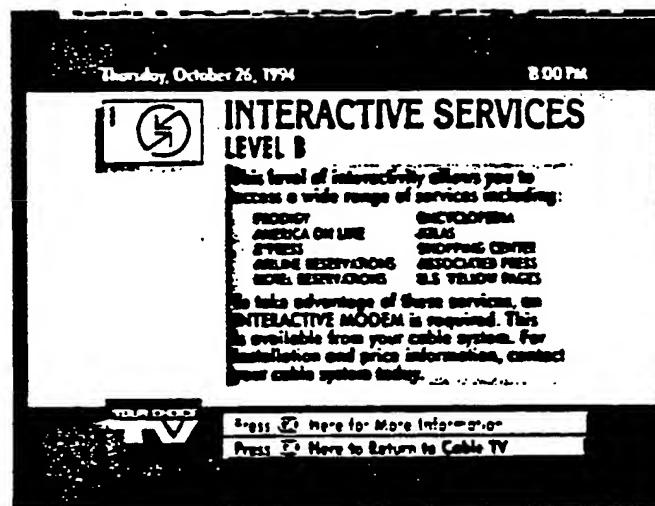 Thursday, October 26, 1994 8:00 PM
INTERACTIVE SERVICES
LEVEL B
This level of interactivity allows you to
access a wide range of services including:
PRODIGY ENCYCLOPEDIA
AMERICA ON LINE ATLAS
X*PRESS SHOPPING CENTER
AIRLINE RESERVATIONS ASSOCIATED PRESS
HOTEL RESERVATIONS U.S. YELLOW PAGES
To take advantage of these services, an
INTERACTIVE MODEM is required. This
is available from your cable system. For
installation and price information, contact
your cable system today.
YOUR CHOICE
TV
Press Here for More Information
Press Here to Return to Cable TV